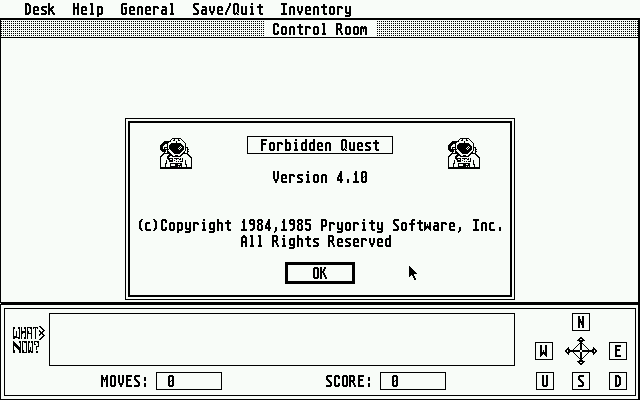 Desk Help General Save/Quit Inventory
Control Room
Forbidden Quest
Version 4.10
(c)Copyright 1984,1985 Pryority Software, Inc.
All Rights Reserved
OK
WHAT
NOW?
N
W E
U S D
MOVES: 0 SCORE: 0